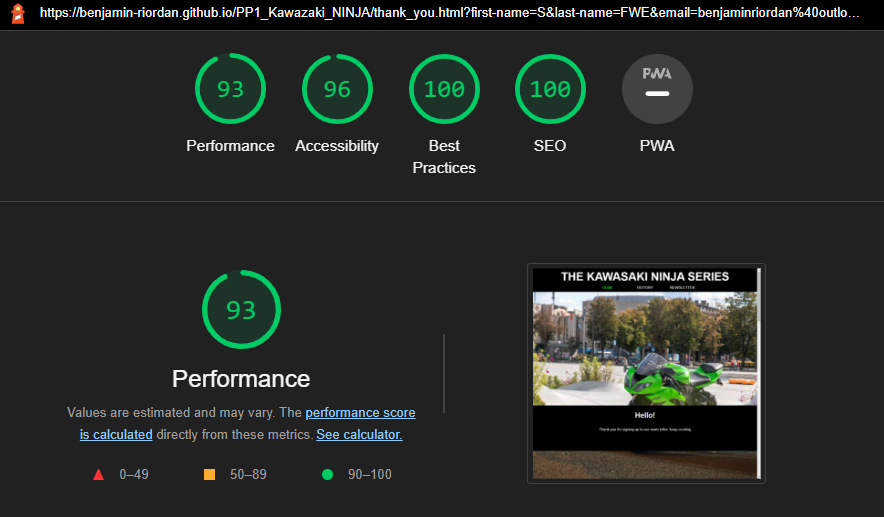 https://benjamin-riordan.github.io/PP1_Kawazaki_NINJA/thank_you.html?first-name=S&last-name=FWE&email=benjaminriordan%40outlo…
93
96
100
100
PWA
Performance
Accessibility
Best
Practices
SEO
PWA
93
Performance
Values are estimated and may vary. The performance score
is calculated directly from these metrics. See calculator.
0–49
50–89
90–100
THE KAWASAKI NINJA SERIES
HOME
HISTORY
NEWSLETTER
Hello!
Thank you for signing up to our news letter. keep scrolling